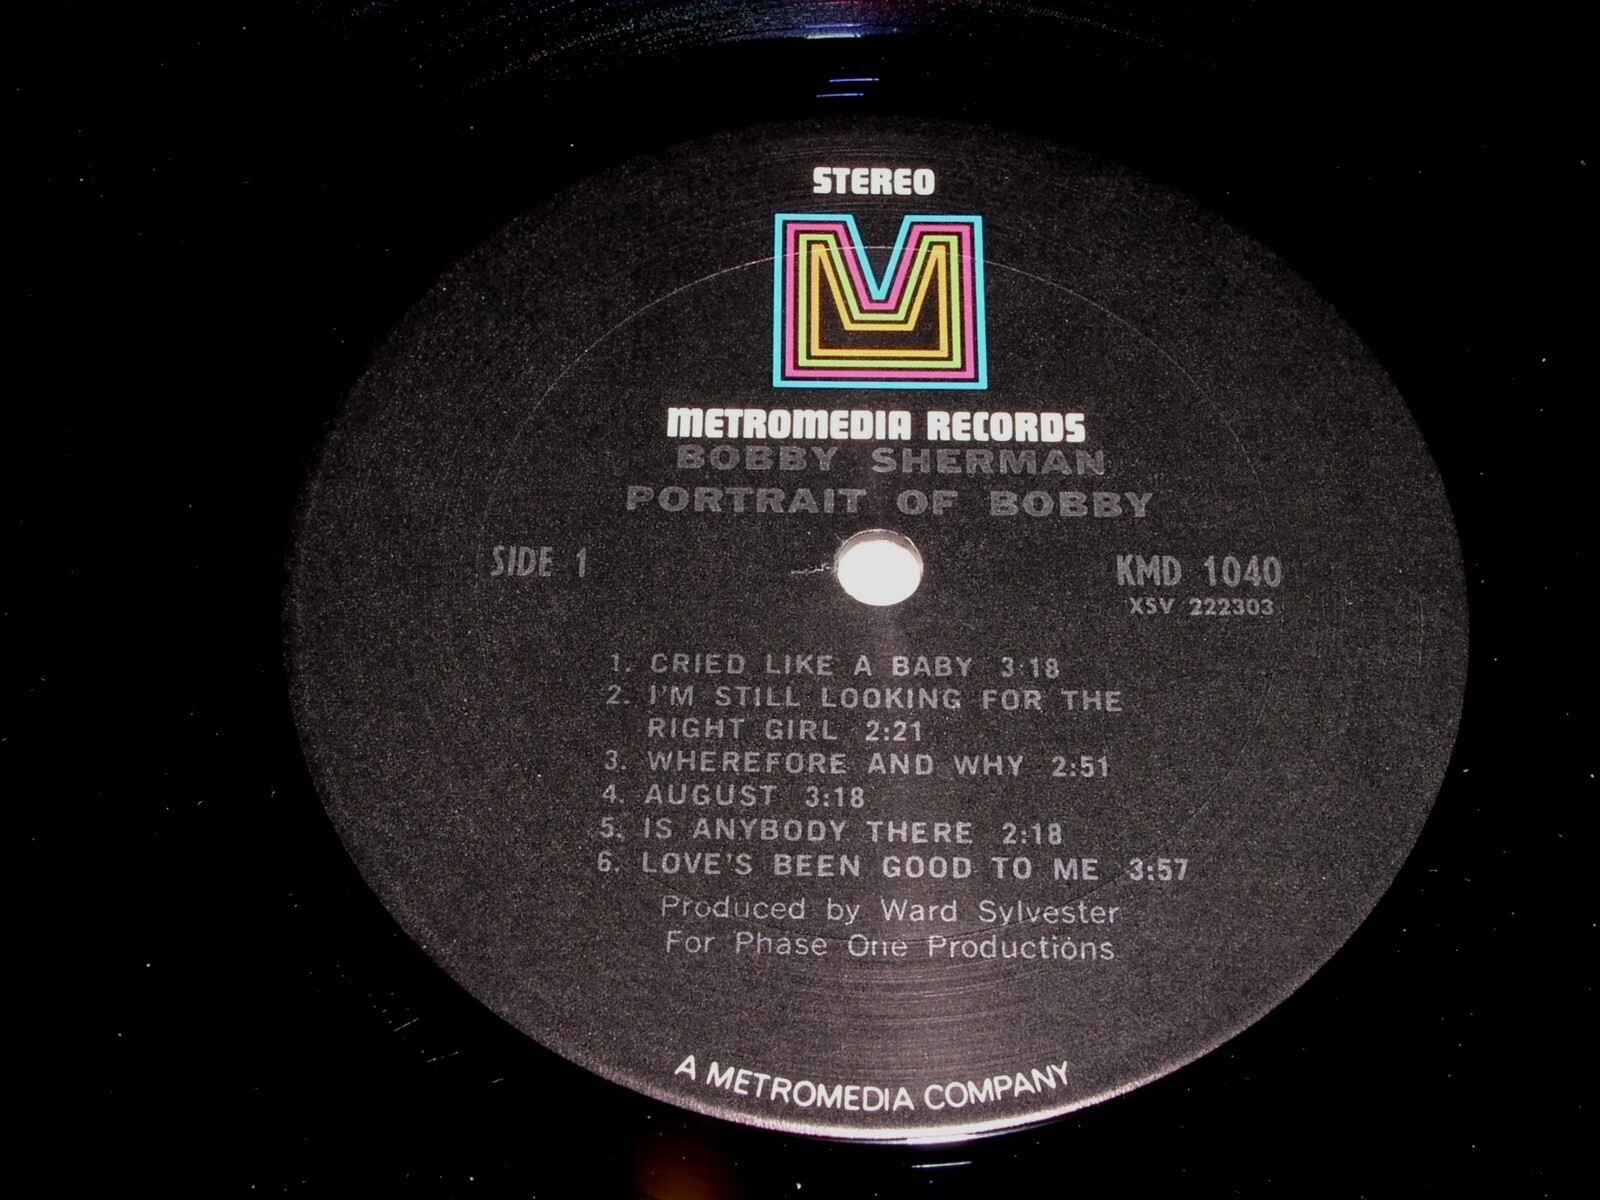 STEREO
METROMEDIA RECORDS
BOBBY SHERMAN
PORTRAIT OF BOBBY
SIDE 1
KMD 1040
XSV 222303
1. CRIED LIKE A BABY 3:18
2. I'M STILL LOOKING FOR THE
RIGHT GIRL 2:21
3. WHEREFORE AND WHY 2:51
4. AUGUST 3:18
5. IS ANYBODY THERE 2:18
6. LOVE'S BEEN GOOD TO ME 3:57
Produced by Ward Sylvester
For Phase One Productions
A METROMEDIA COMPANY